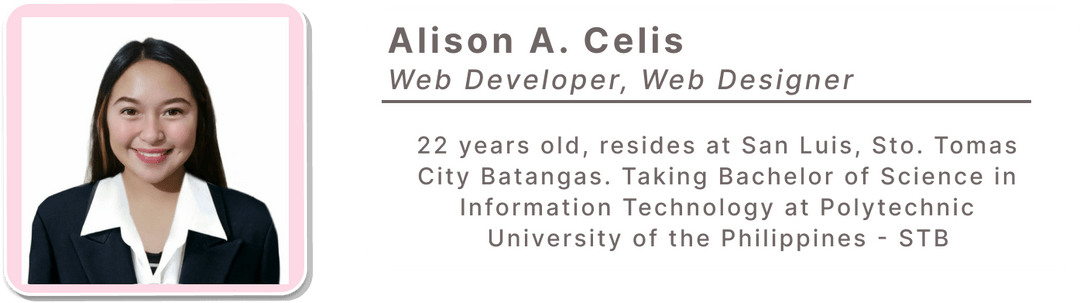 Alison A. Celis
Web Developer, Web Designer
22 years old, resides at San Luis, Sto. Tomas
City Batangas. Taking Bachelor of Science in
Information Technology at Polytechnic
University of the Philippines - STB